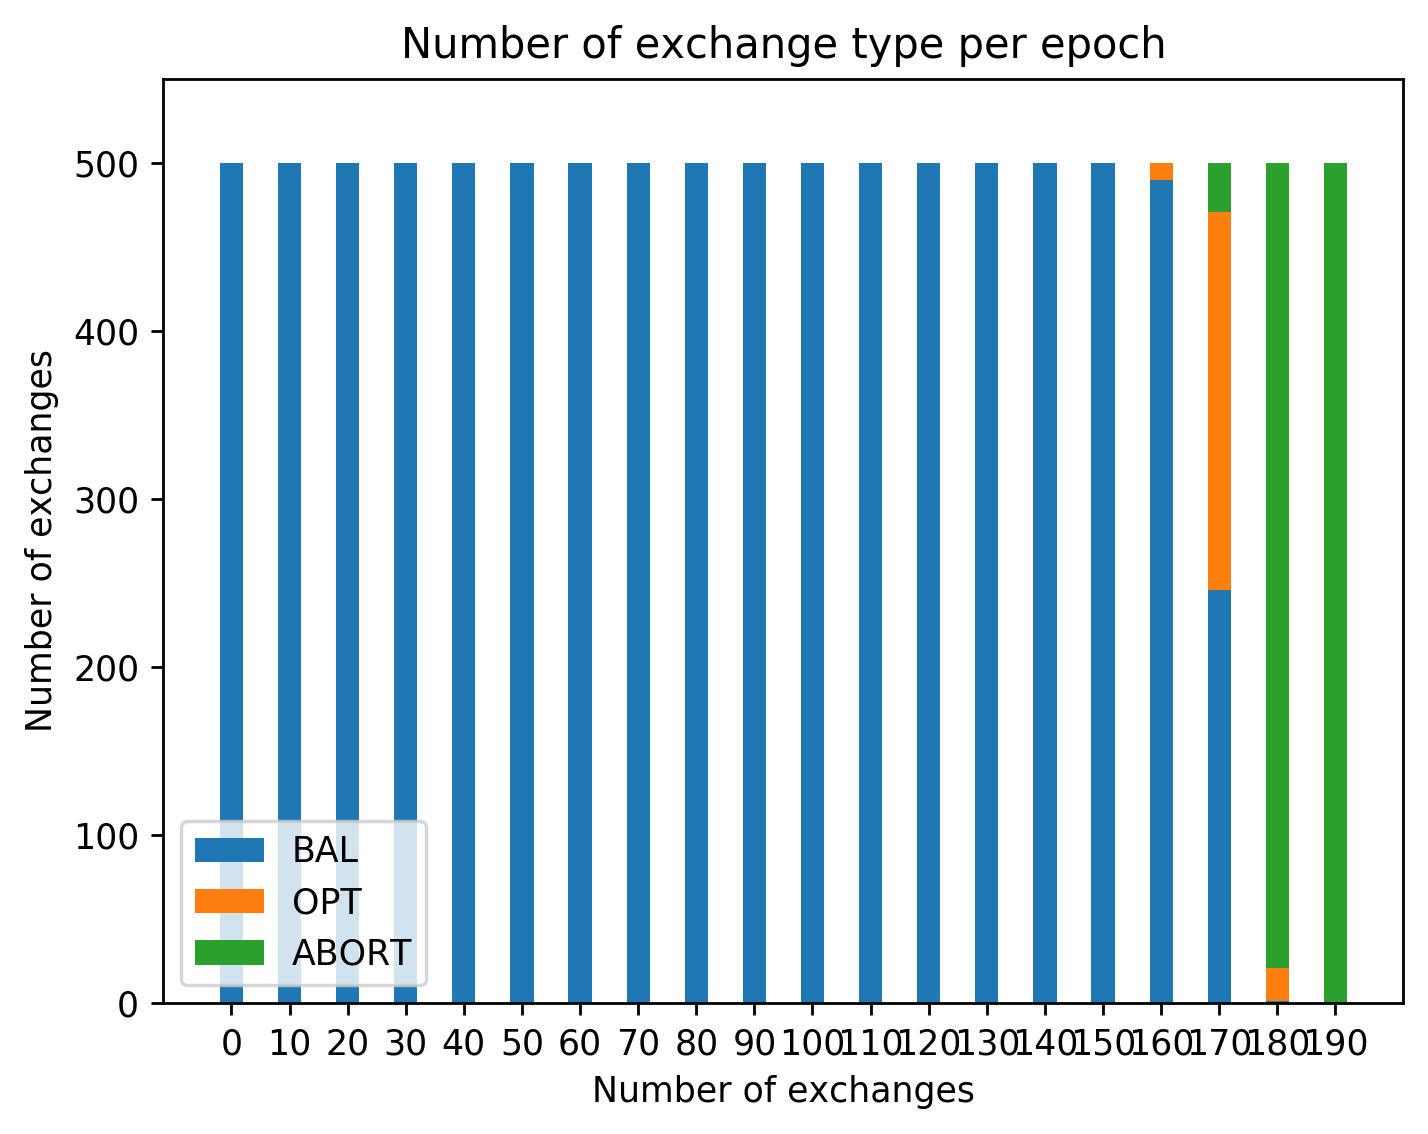 Number of exchange type per epoch
Number of exchanges
500
400
300
200
100
0
BAL
OPT
ABORT
0 10 20 30 40 50 60 70 80 90 100 110 120 130 140 150 160 170 180 190
Number of exchanges